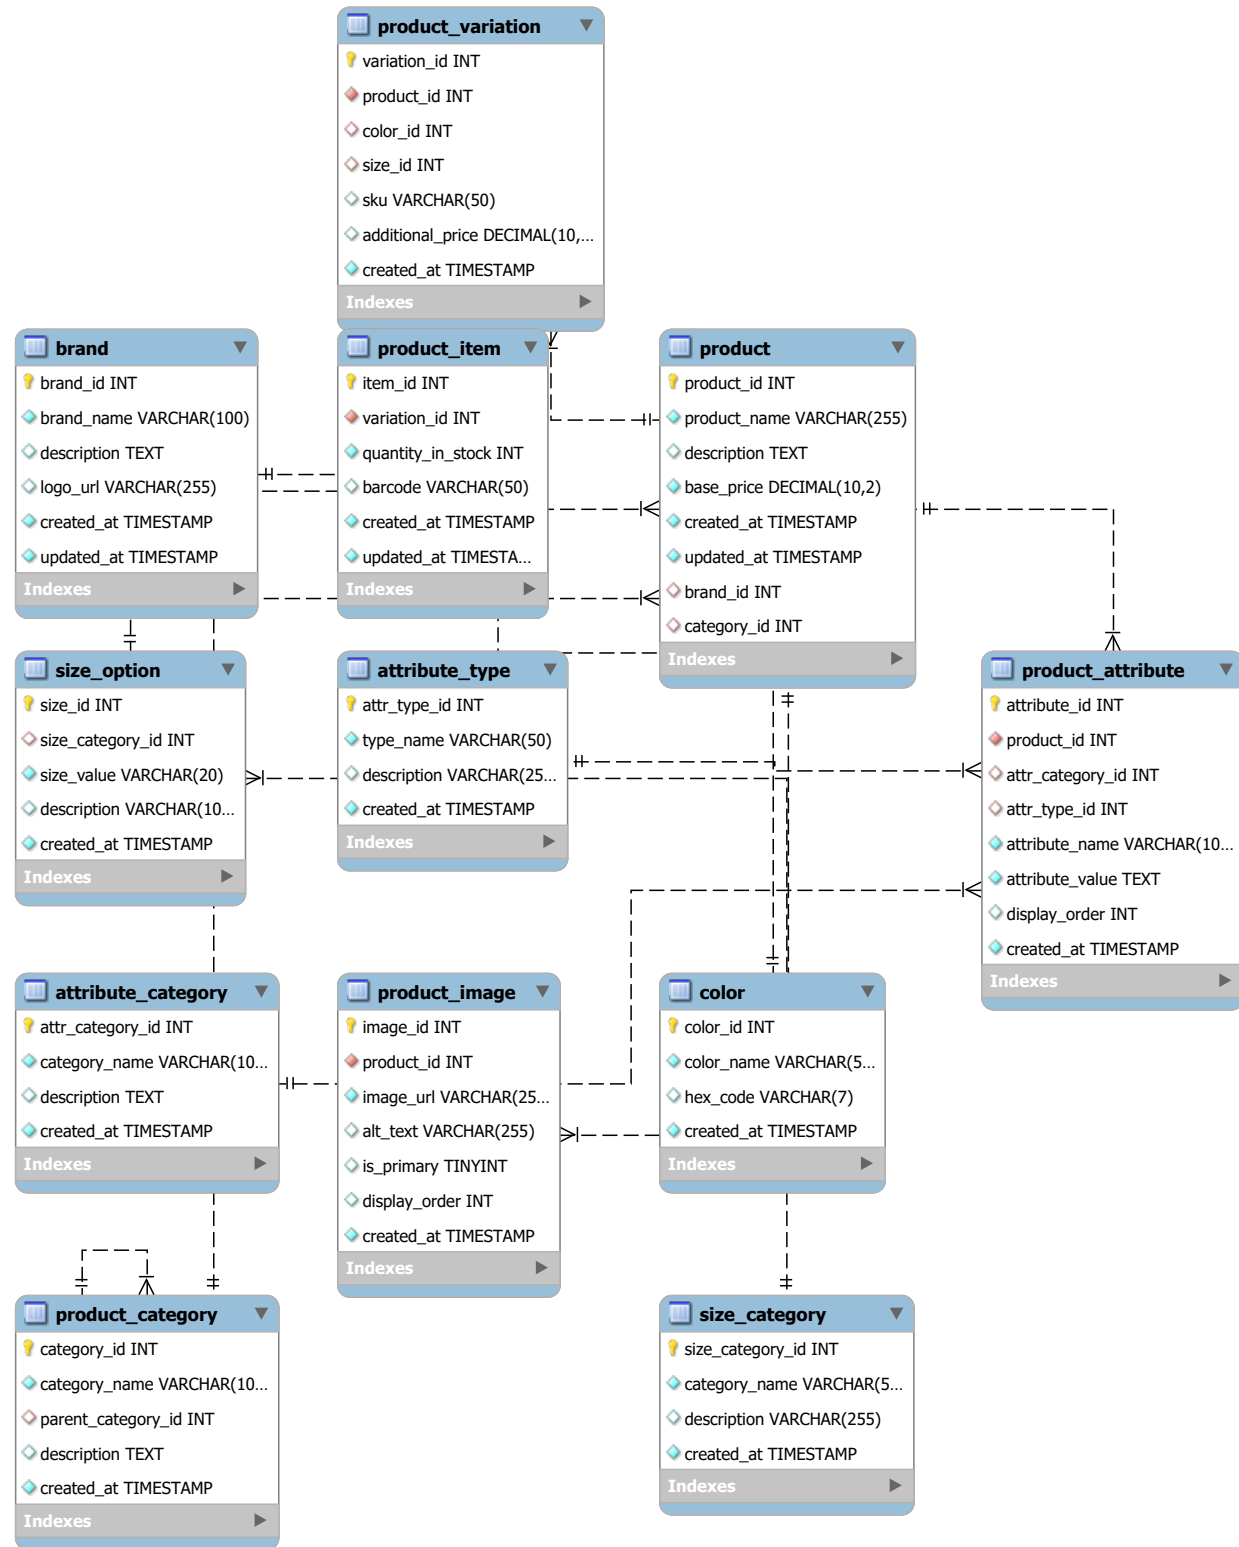 product_variation
variation_id INT
product_id INT
color_id INT
size_id INT
sku VARCHAR(50)
additional_price DECIMAL(10,...
created_at TIMESTAMP
Indexes
brand
brand_id INT
brand_name VARCHAR(100)
description TEXT
logo_url VARCHAR(255)
created_at TIMESTAMP
updated_at TIMESTAMP
Indexes
product_item
item_id INT
variation_id INT
quantity_in_stock INT
barcode VARCHAR(50)
created_at TIMESTAMP
updated_at TIMESTA...
Indexes
product
product_id INT
product_name VARCHAR(255)
description TEXT
base_price DECIMAL(10,2)
created_at TIMESTAMP
updated_at TIMESTAMP
brand_id INT
category_id INT
Indexes
size_option
size_id INT
size_category_id INT
size_value VARCHAR(20)
description VARCHAR(10...
created_at TIMESTAMP
Indexes
attribute_type
attr_type_id INT
type_name VARCHAR(50)
description VARCHAR(25...
created_at TIMESTAMP
Indexes
product_attribute
attribute_id INT
product_id INT
attr_category_id INT
attr_type_id INT
attribute_name VARCHAR(10...
attribute_value TEXT
display_order INT
created_at TIMESTAMP
Indexes
attribute_category
attr_category_id INT
category_name VARCHAR(10...
description TEXT
created_at TIMESTAMP
Indexes
product_image
image_id INT
product_id INT
image_url VARCHAR(25...
alt_text VARCHAR(255)
is_primary TINYINT
display_order INT
created_at TIMESTAMP
Indexes
color
color_id INT
color_name VARCHAR(5...
hex_code VARCHAR(7)
created_at TIMESTAMP
Indexes
product_category
category_id INT
category_name VARCHAR(10...
parent_category_id INT
description TEXT
created_at TIMESTAMP
Indexes
size_category
size_category_id INT
category_name VARCHAR(5...
description VARCHAR(255)
created_at TIMESTAMP
Indexes